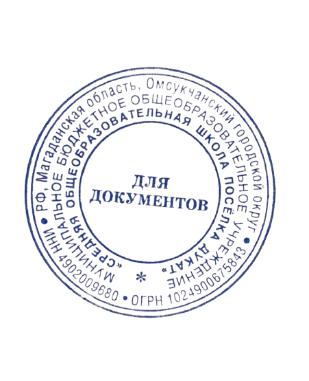 РФ, Магаданская область, Омсукчанский городской округ • ОГРН 1024900675843 • ИНН 4902009680 •
МУНИЦИПАЛЬНОЕ БЮДЖЕТНОЕ ОБЩЕОБРАЗОВАТЕЛЬНОЕ УЧРЕЖДЕНИЕ
"СРЕДНЯЯ ОБЩЕОБРАЗОВАТЕЛЬНАЯ ШКОЛА ПОСЁЛКА ДУКАТ"
*
ДЛЯ
ДОКУМЕНТОВ